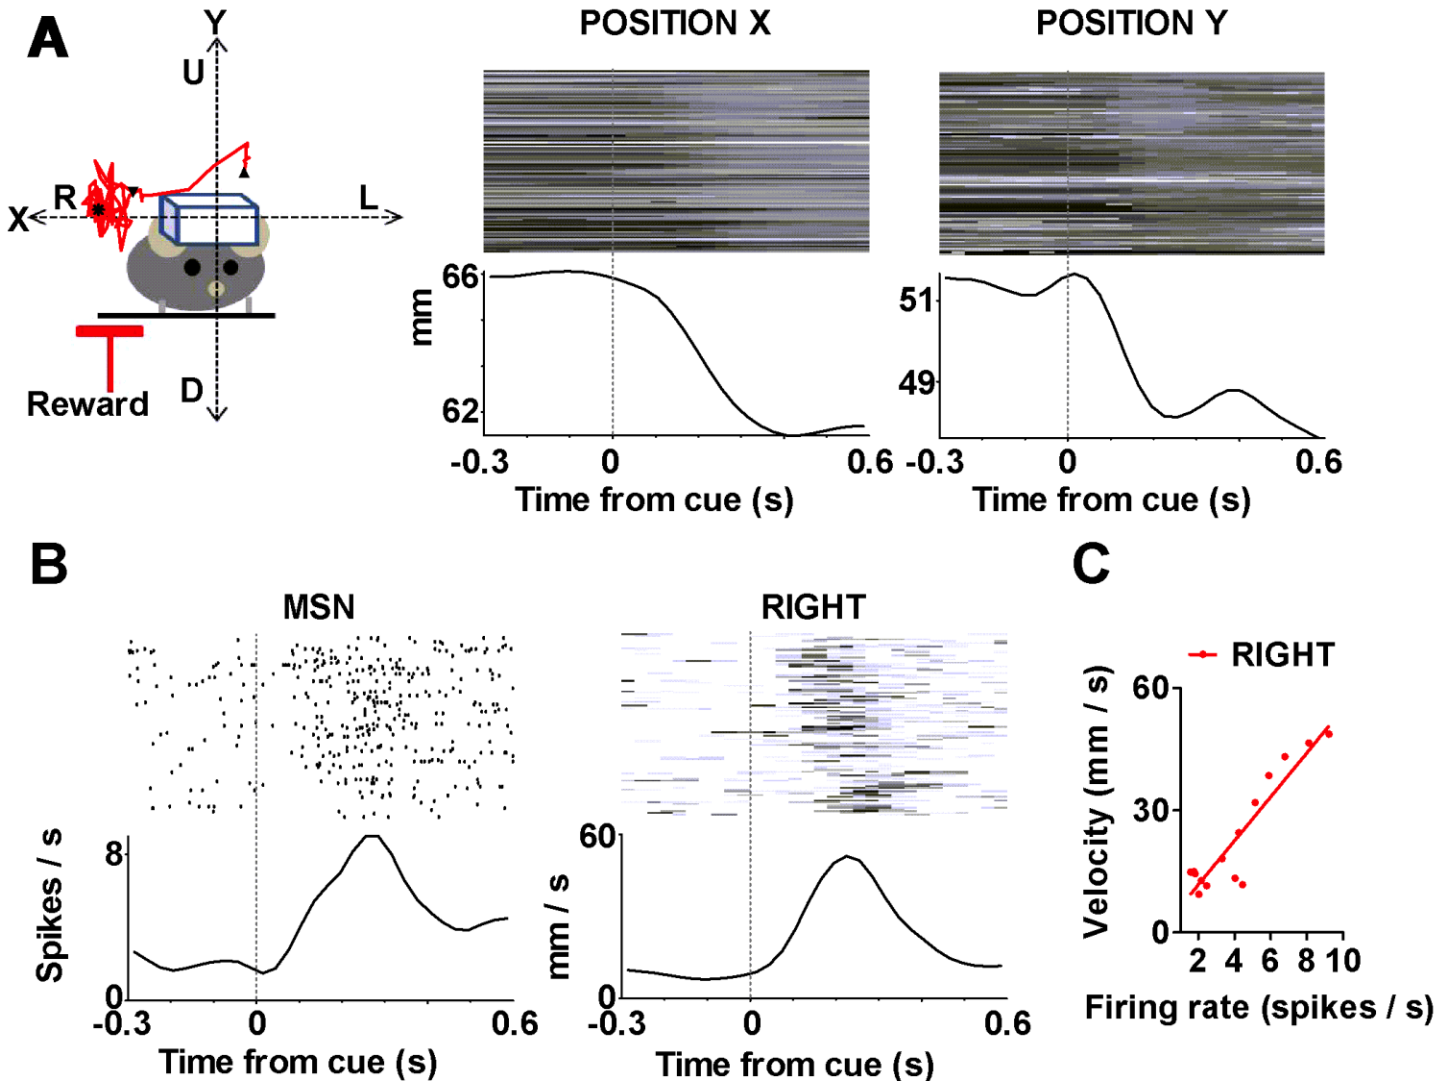 A
Y
U
X
R
L
D
Reward
POSITION X
66
mm
62
-0.3
0
0.6
Time from cue (s)
POSITION Y
51
49
-0.3
0
0.6
Time from cue (s)
B
MSN
8
Spikes / s
0
-0.3
0
0.6
Time from cue (s)
RIGHT
60
mm / s
0
-0.3
0
0.6
Time from cue (s)
C
RIGHT
60
Velocity (mm / s)
30
0
2 4 6 8 10
Firing rate (spikes / s)